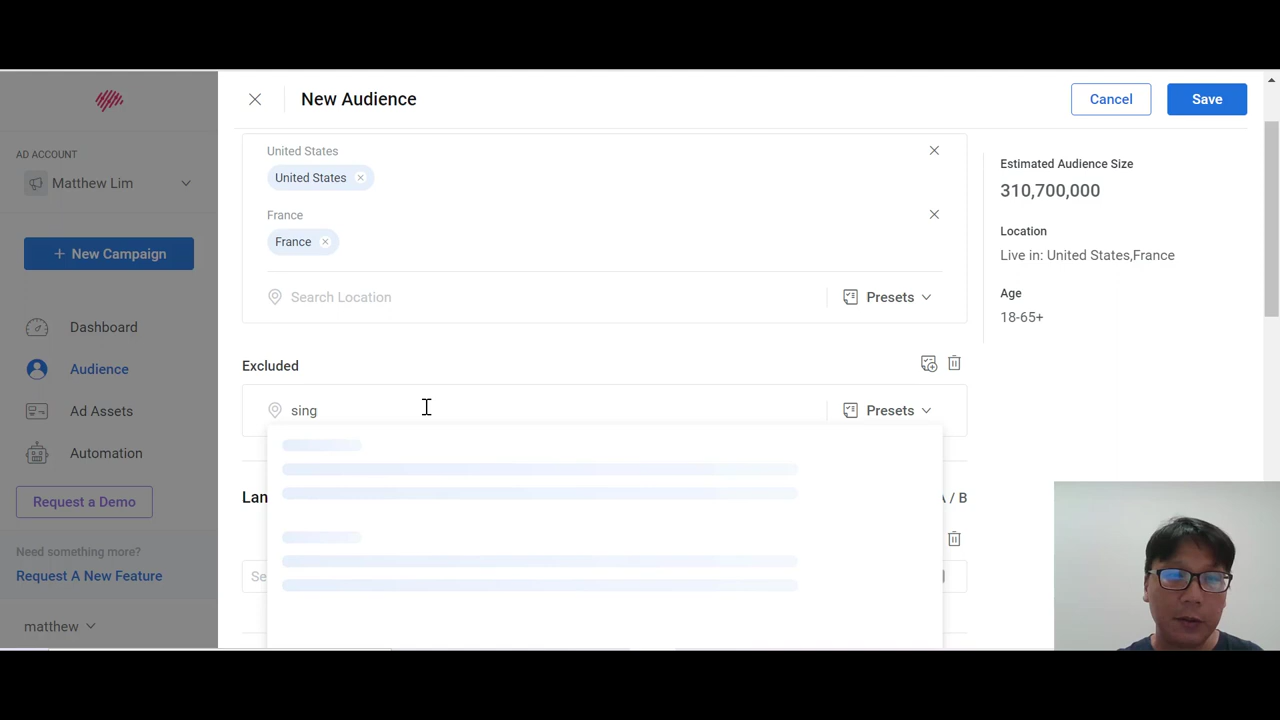 New Audience
Cancel
Save
AD ACCOUNT
Matthew Lim
+ New Campaign
Dashboard
Audience
Ad Assets
Automation
Request a Demo
Need something more?
Request A New Feature
matthew
United States
United States
France
France
Search Location
Presets
Excluded
sing
Presets
Lan
A / B
Se
Estimated Audience Size
310,700,000
Location
Live in: United States,France
Age
18-65+